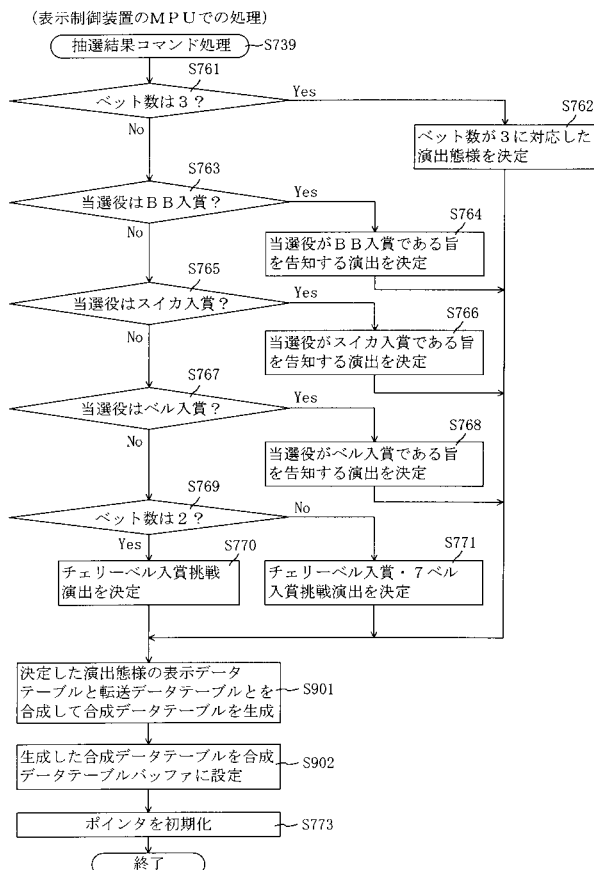 (表示制御装置のMPUでの処理)
抽選結果コマンド処理
S739
S761
ベット数は3?
Yes
No
S762
ベット数が3に対応した
演出態様を決定
S763
当選役はBB入賞?
Yes
No
S764
当選役がBB入賞である旨
を告知する演出を決定
S765
当選役はスイカ入賞?
Yes
No
S766
当選役がスイカ入賞である旨
を告知する演出を決定
S767
当選役はベル入賞?
Yes
No
S768
当選役がベル入賞である旨
を告知する演出を決定
S769
ベット数は2?
No
Yes
S770
チェリーベル入賞挑戦
演出を決定
S771
チェリーベル入賞・7ベル
入賞挑戦演出を決定
決定した演出態様の表示データ
テーブルと転送データテーブルとを
合成して合成データテーブルを生成
S901
生成した合成データテーブルを合成
データテーブルバッファに設定
S902
ポインタを初期化
S773
終了